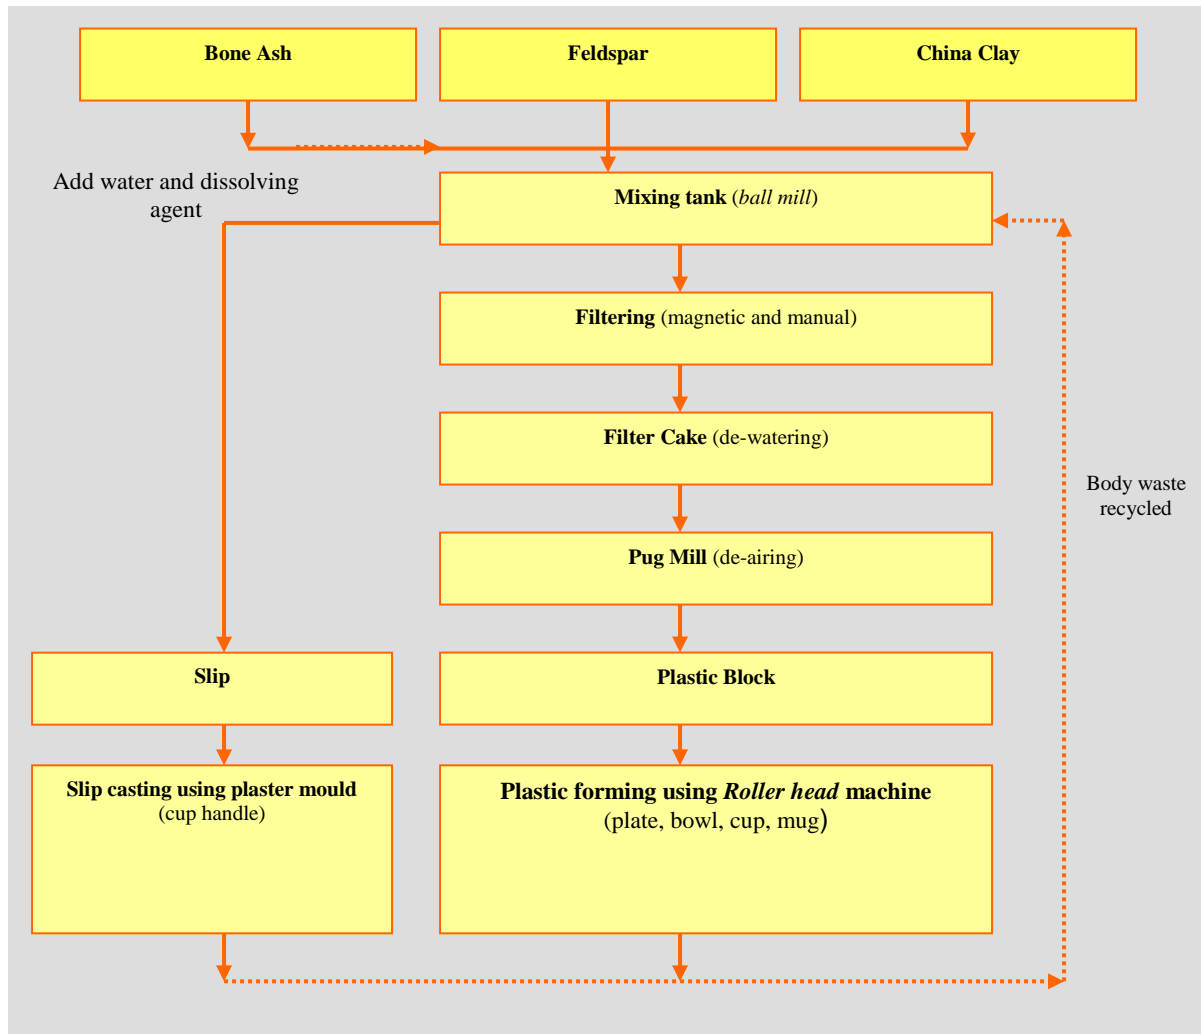 Bone Ash
Feldspar
China Clay
Add water and dissolving
agent
Mixing tank (ball mill)
Filtering (magnetic and manual)
Filter Cake (de-watering)
Pug Mill (de-airing)
Body waste
recycled
Slip
Plastic Block
Slip casting using plaster mould
(cup handle)
Plastic forming using Roller head machine
(plate, bowl, cup, mug)